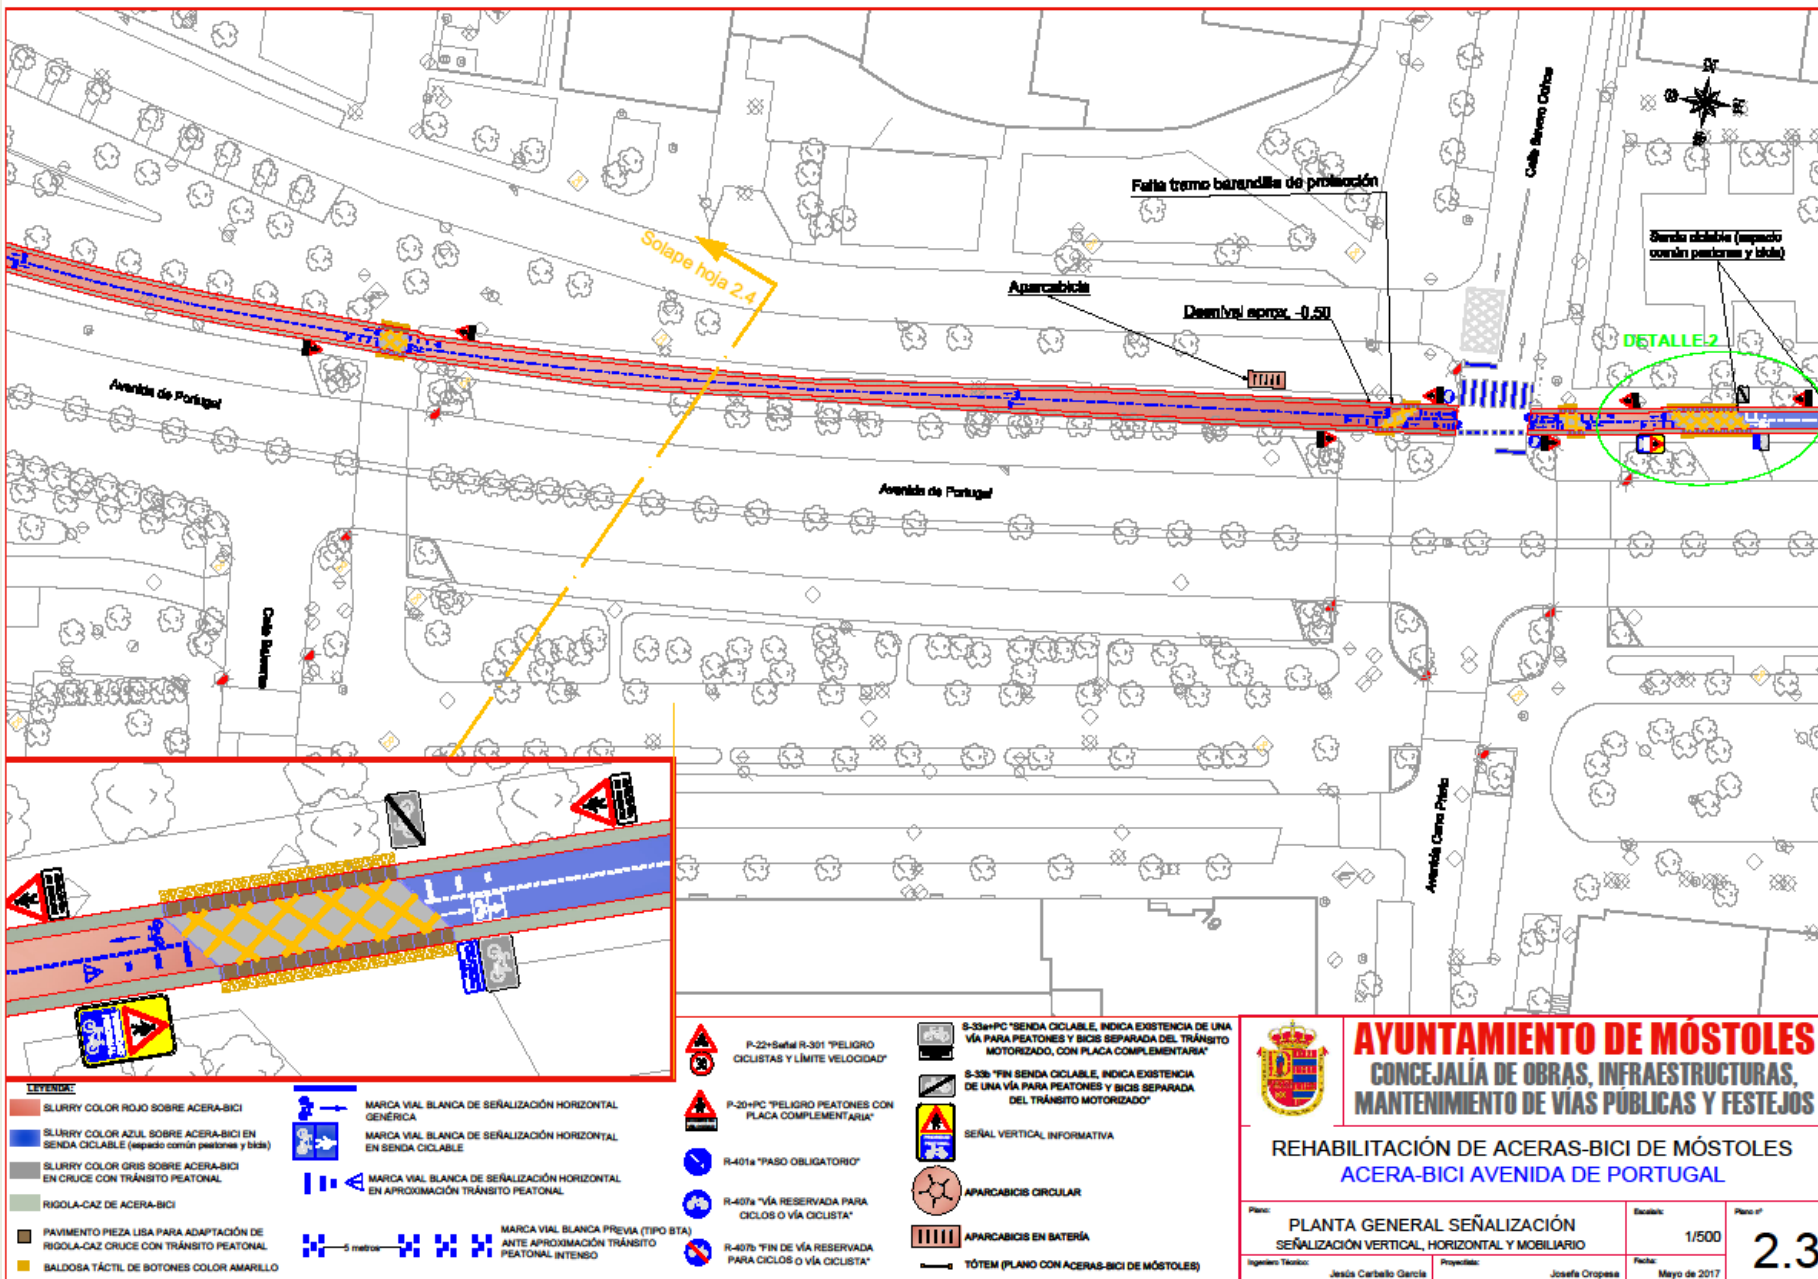 Calle Severo Ochoa
Falta tramo barandilla de protección
Senda ciclable (espacio
común peatones y bicis)
Solape hoja 2.4
Aparcabicis
Desnivel aprox. -0.50
DETALLE-2
Avenida de Portugal
Avenida de Portugal
Avenida Carlos Prieto
LEYENDA:
SLURRY COLOR ROJO SOBRE ACERA-BICI
SLURRY COLOR AZUL SOBRE ACERA-BICI EN
SENDA CICLABLE (espacio común peatones y bicis)
SLURRY COLOR GRIS SOBRE ACERA-BICI
EN CRUCE CON TRÁNSITO PEATONAL
RIGOLA-CAZ DE ACERA-BICI
PAVIMENTO PIEZA LISA PARA ADAPTACIÓN DE
RIGOLA-CAZ CRUCE CON TRÁNSITO PEATONAL
BALDOSA TÁCTIL DE BOTONES COLOR AMARILLO
MARCA VIAL BLANCA DE SEÑALIZACIÓN HORIZONTAL
GENÉRICA
MARCA VIAL BLANCA DE SEÑALIZACIÓN HORIZONTAL
EN SENDA CICLABLE
MARCA VIAL BLANCA DE SEÑALIZACIÓN HORIZONTAL
EN APROXIMACIÓN TRÁNSITO PEATONAL
5 metros
MARCA VIAL BLANCA PREVIA (TIPO BTA)
ANTE APROXIMACIÓN TRÁNSITO
PEATONAL INTENSO
P-22+Señal R-301 "PELIGRO
CICLISTAS Y LÍMITE VELOCIDAD"
P-20+PC "PELIGRO PEATONES CON
PLACA COMPLEMENTARIA"
R-401a "PASO OBLIGATORIO"
R-407a "VÍA RESERVADA PARA
CICLOS O VÍA CICLISTA"
R-407b "FIN DE VÍA RESERVADA
PARA CICLOS O VÍA CICLISTA"
S-33a+PC "SENDA CICLABLE, INDICA EXISTENCIA DE UNA
VÍA PARA PEATONES Y BICIS SEPARADA DEL TRÁNSITO
MOTORIZADO, CON PLACA COMPLEMENTARIA"
S-33b "FIN SENDA CICLABLE, INDICA EXISTENCIA
DE UNA VÍA PARA PEATONES Y BICIS SEPARADA
DEL TRÁNSITO MOTORIZADO"
SEÑAL VERTICAL INFORMATIVA
APARCABICIS CIRCULAR
APARCABICIS EN BATERÍA
TÓTEM (PLANO CON ACERAS-BICI DE MÓSTOLES)
AYUNTAMIENTO DE MÓSTOLES
CONCEJALÍA DE OBRAS, INFRAESTRUCTURAS,
MANTENIMIENTO DE VÍAS PÚBLICAS Y FESTEJOS
REHABILITACIÓN DE ACERAS-BICI DE MÓSTOLES
ACERA-BICI AVENIDA DE PORTUGAL
Plano:
PLANTA GENERAL SEÑALIZACIÓN
SEÑALIZACIÓN VERTICAL, HORIZONTAL Y MOBILIARIO
Escala:
1/500
Plano nº
2.3
Ingeniero Técnico:
Jesús Carballo García
Proyectista:
Josefa Oropesa
Fecha:
Mayo de 2017